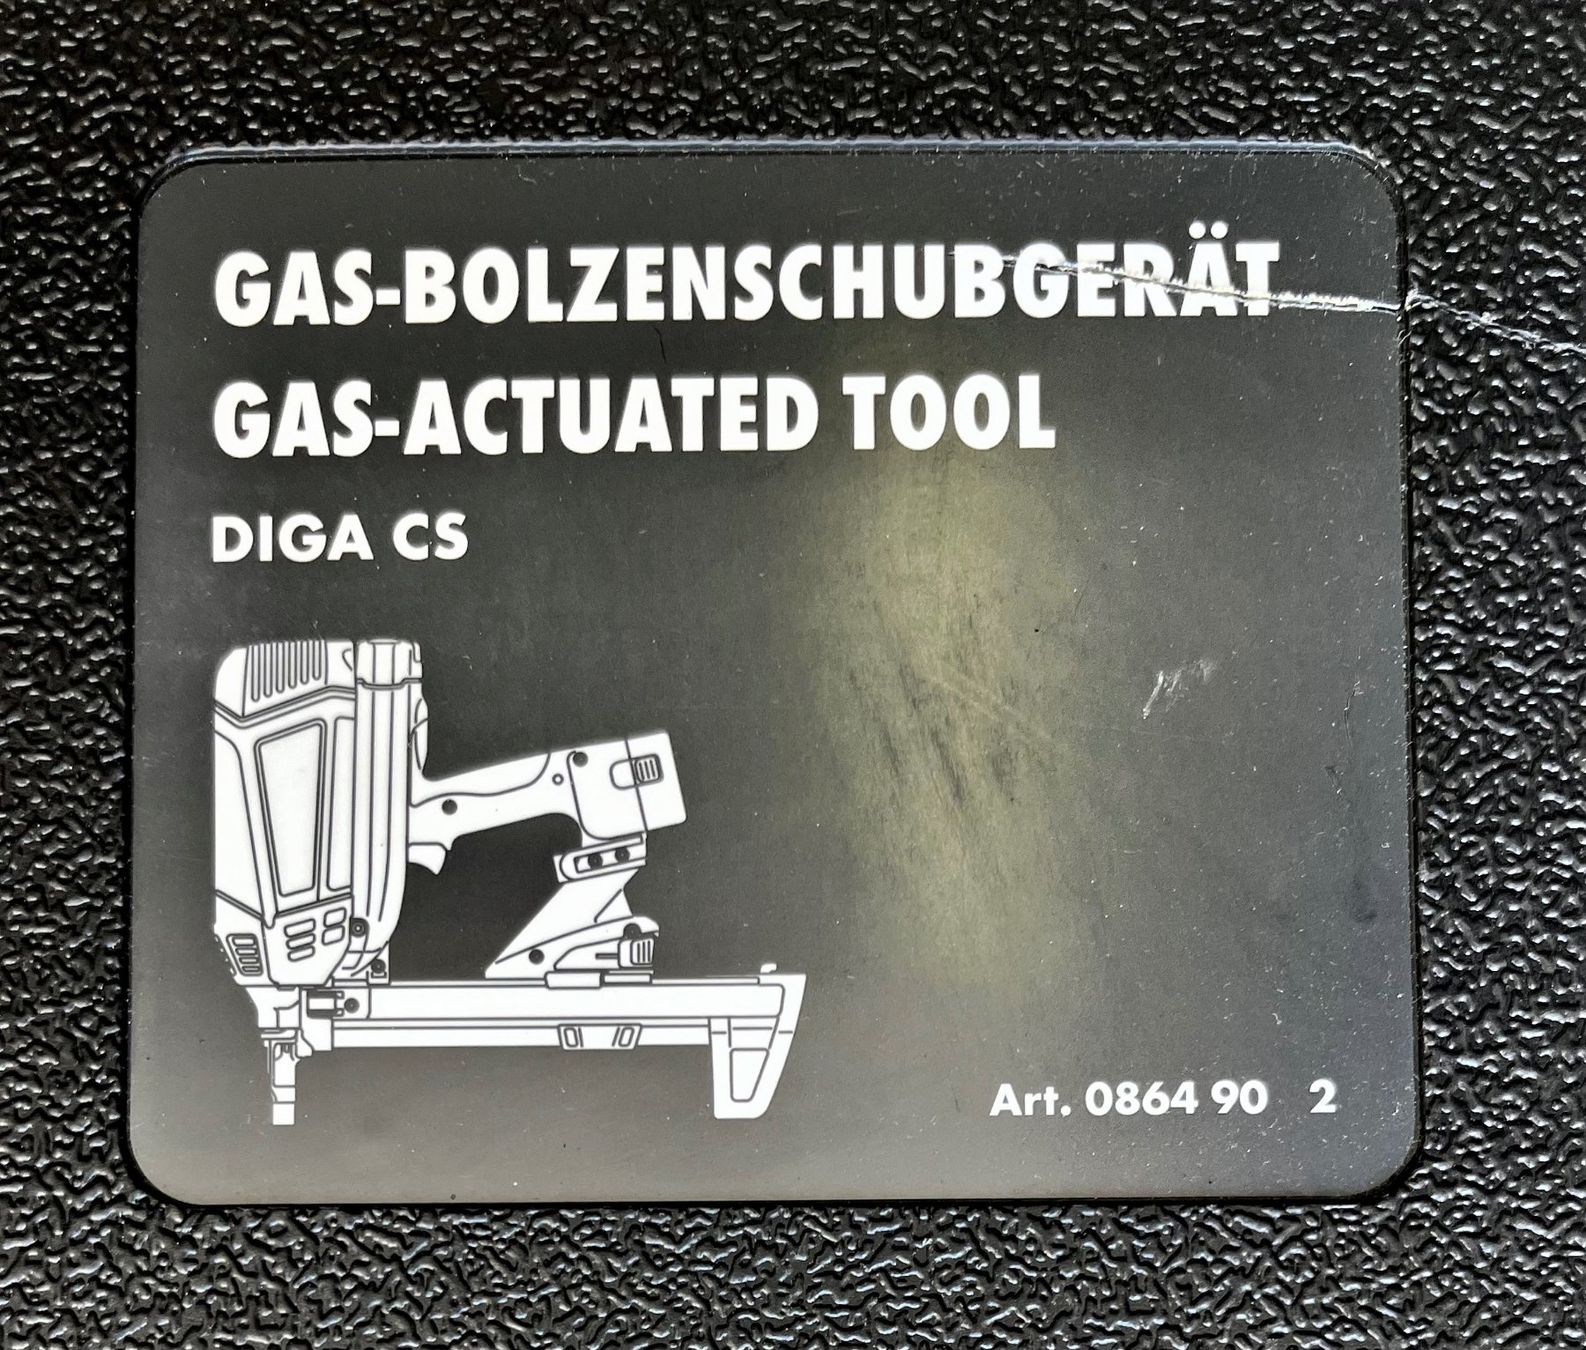 GAS-BOLZENSCHUBGERÄT
GAS-ACTUATED TOOL
DIGA CS
Art. 0864 90 2